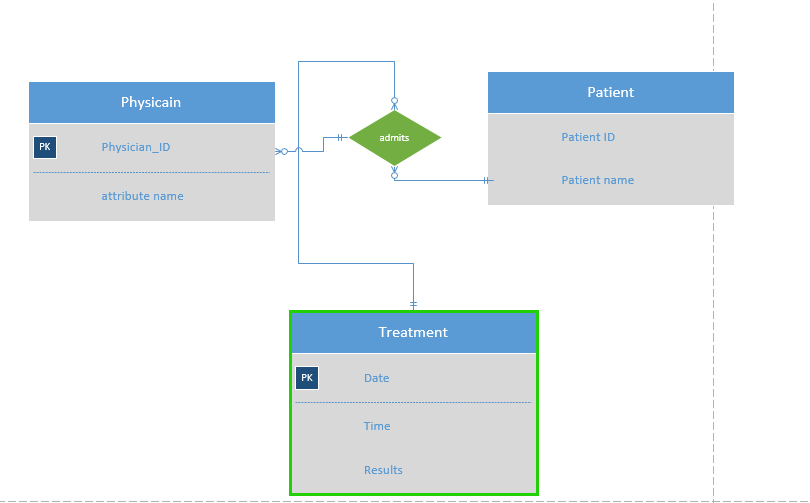 Physicain
PK
Physician_ID
attribute name
admits
Patient
Patient ID
Patient name
Treatment
PK
Date
Time
Results